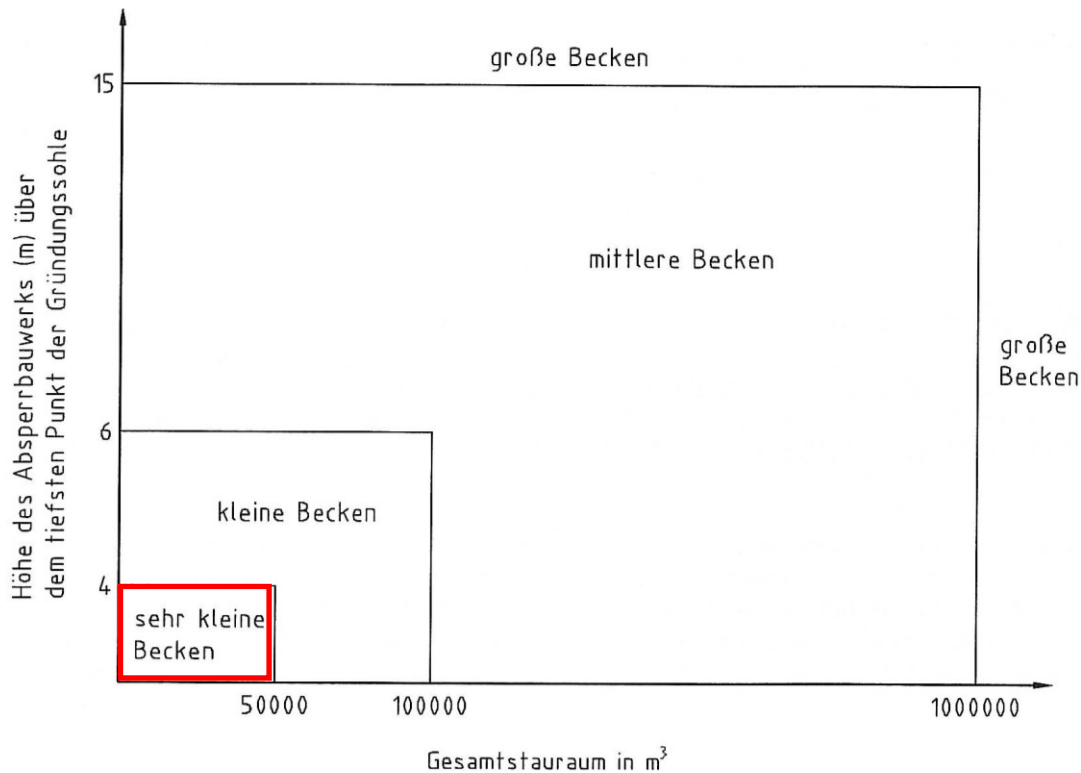 große Becken
15
Höhe des Absperrbauwerks (m) über
dem tiefsten Punkt der Gründungssohle
mittlere Becken
große
Becken
6
kleine Becken
4
sehr kleine
Becken
50000
100000
1000000
Gesamtstauraum in m³